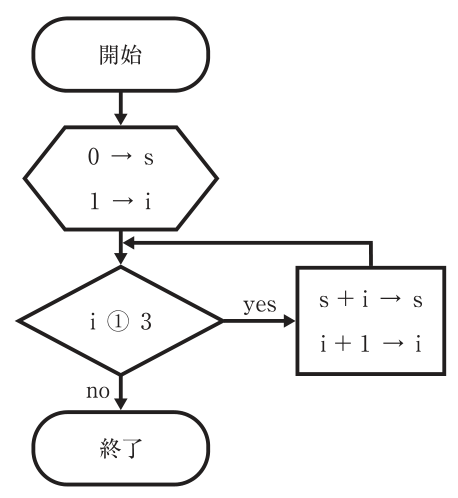 開始
0 → s
1 → i
i ① 3
yes
s + i → s
i + 1 → i
no
終了